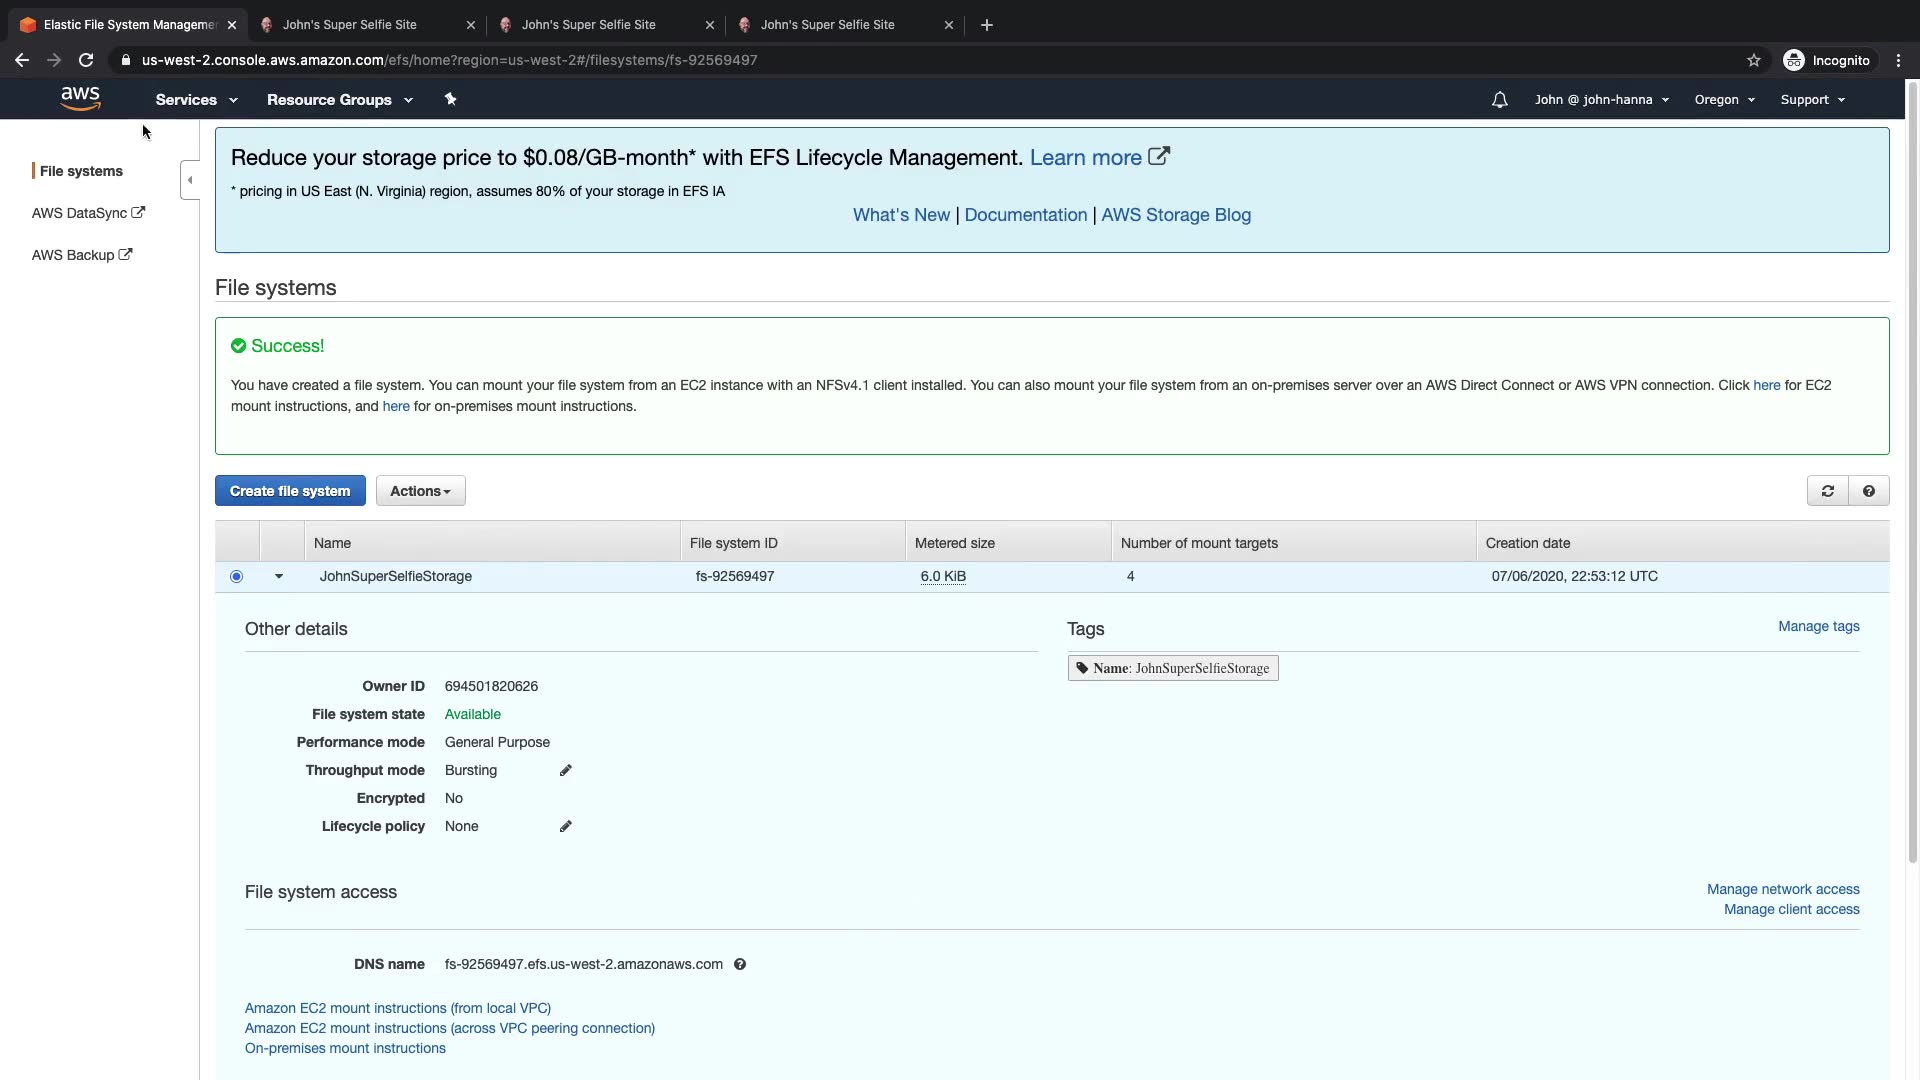 Elastic File System Managemen
John's Super Selfie Site
John's Super Selfie Site
John's Super Selfie Site
us-west-2.console.aws.amazon.com/efs/home?region=us-west-2#/filesystems/fs-92569497
Incognito
aws
Services
Resource Groups
John @ john-hanna
Oregon
Support
File systems
AWS DataSync
AWS Backup
Reduce your storage price to $0.08/GB-month* with EFS Lifecycle Management. Learn more
* pricing in US East (N. Virginia) region, assumes 80% of your storage in EFS IA
What's New | Documentation | AWS Storage Blog
File systems
Success!
You have created a file system. You can mount your file system from an EC2 instance with an NFSv4.1 client installed. You can also mount your file system from an on-premises server over an AWS Direct Connect or AWS VPN connection. Click here for EC2
mount instructions, and here for on-premises mount instructions.
Create file system
Actions
Name
File system ID
Metered size
Number of mount targets
Creation date
JohnSuperSelfieStorage
fs-92569497
6.0 KiB
4
07/06/2020, 22:53:12 UTC
Other details
Owner ID 694501820626
File system state Available
Performance mode General Purpose
Throughput mode Bursting
Encrypted No
Lifecycle policy None
Tags
Manage tags
Name: JohnSuperSelfieStorage
File system access
Manage network access
Manage client access
DNS name fs-92569497.efs.us-west-2.amazonaws.com
Amazon EC2 mount instructions (from local VPC)
Amazon EC2 mount instructions (across VPC peering connection)
On-premises mount instructions